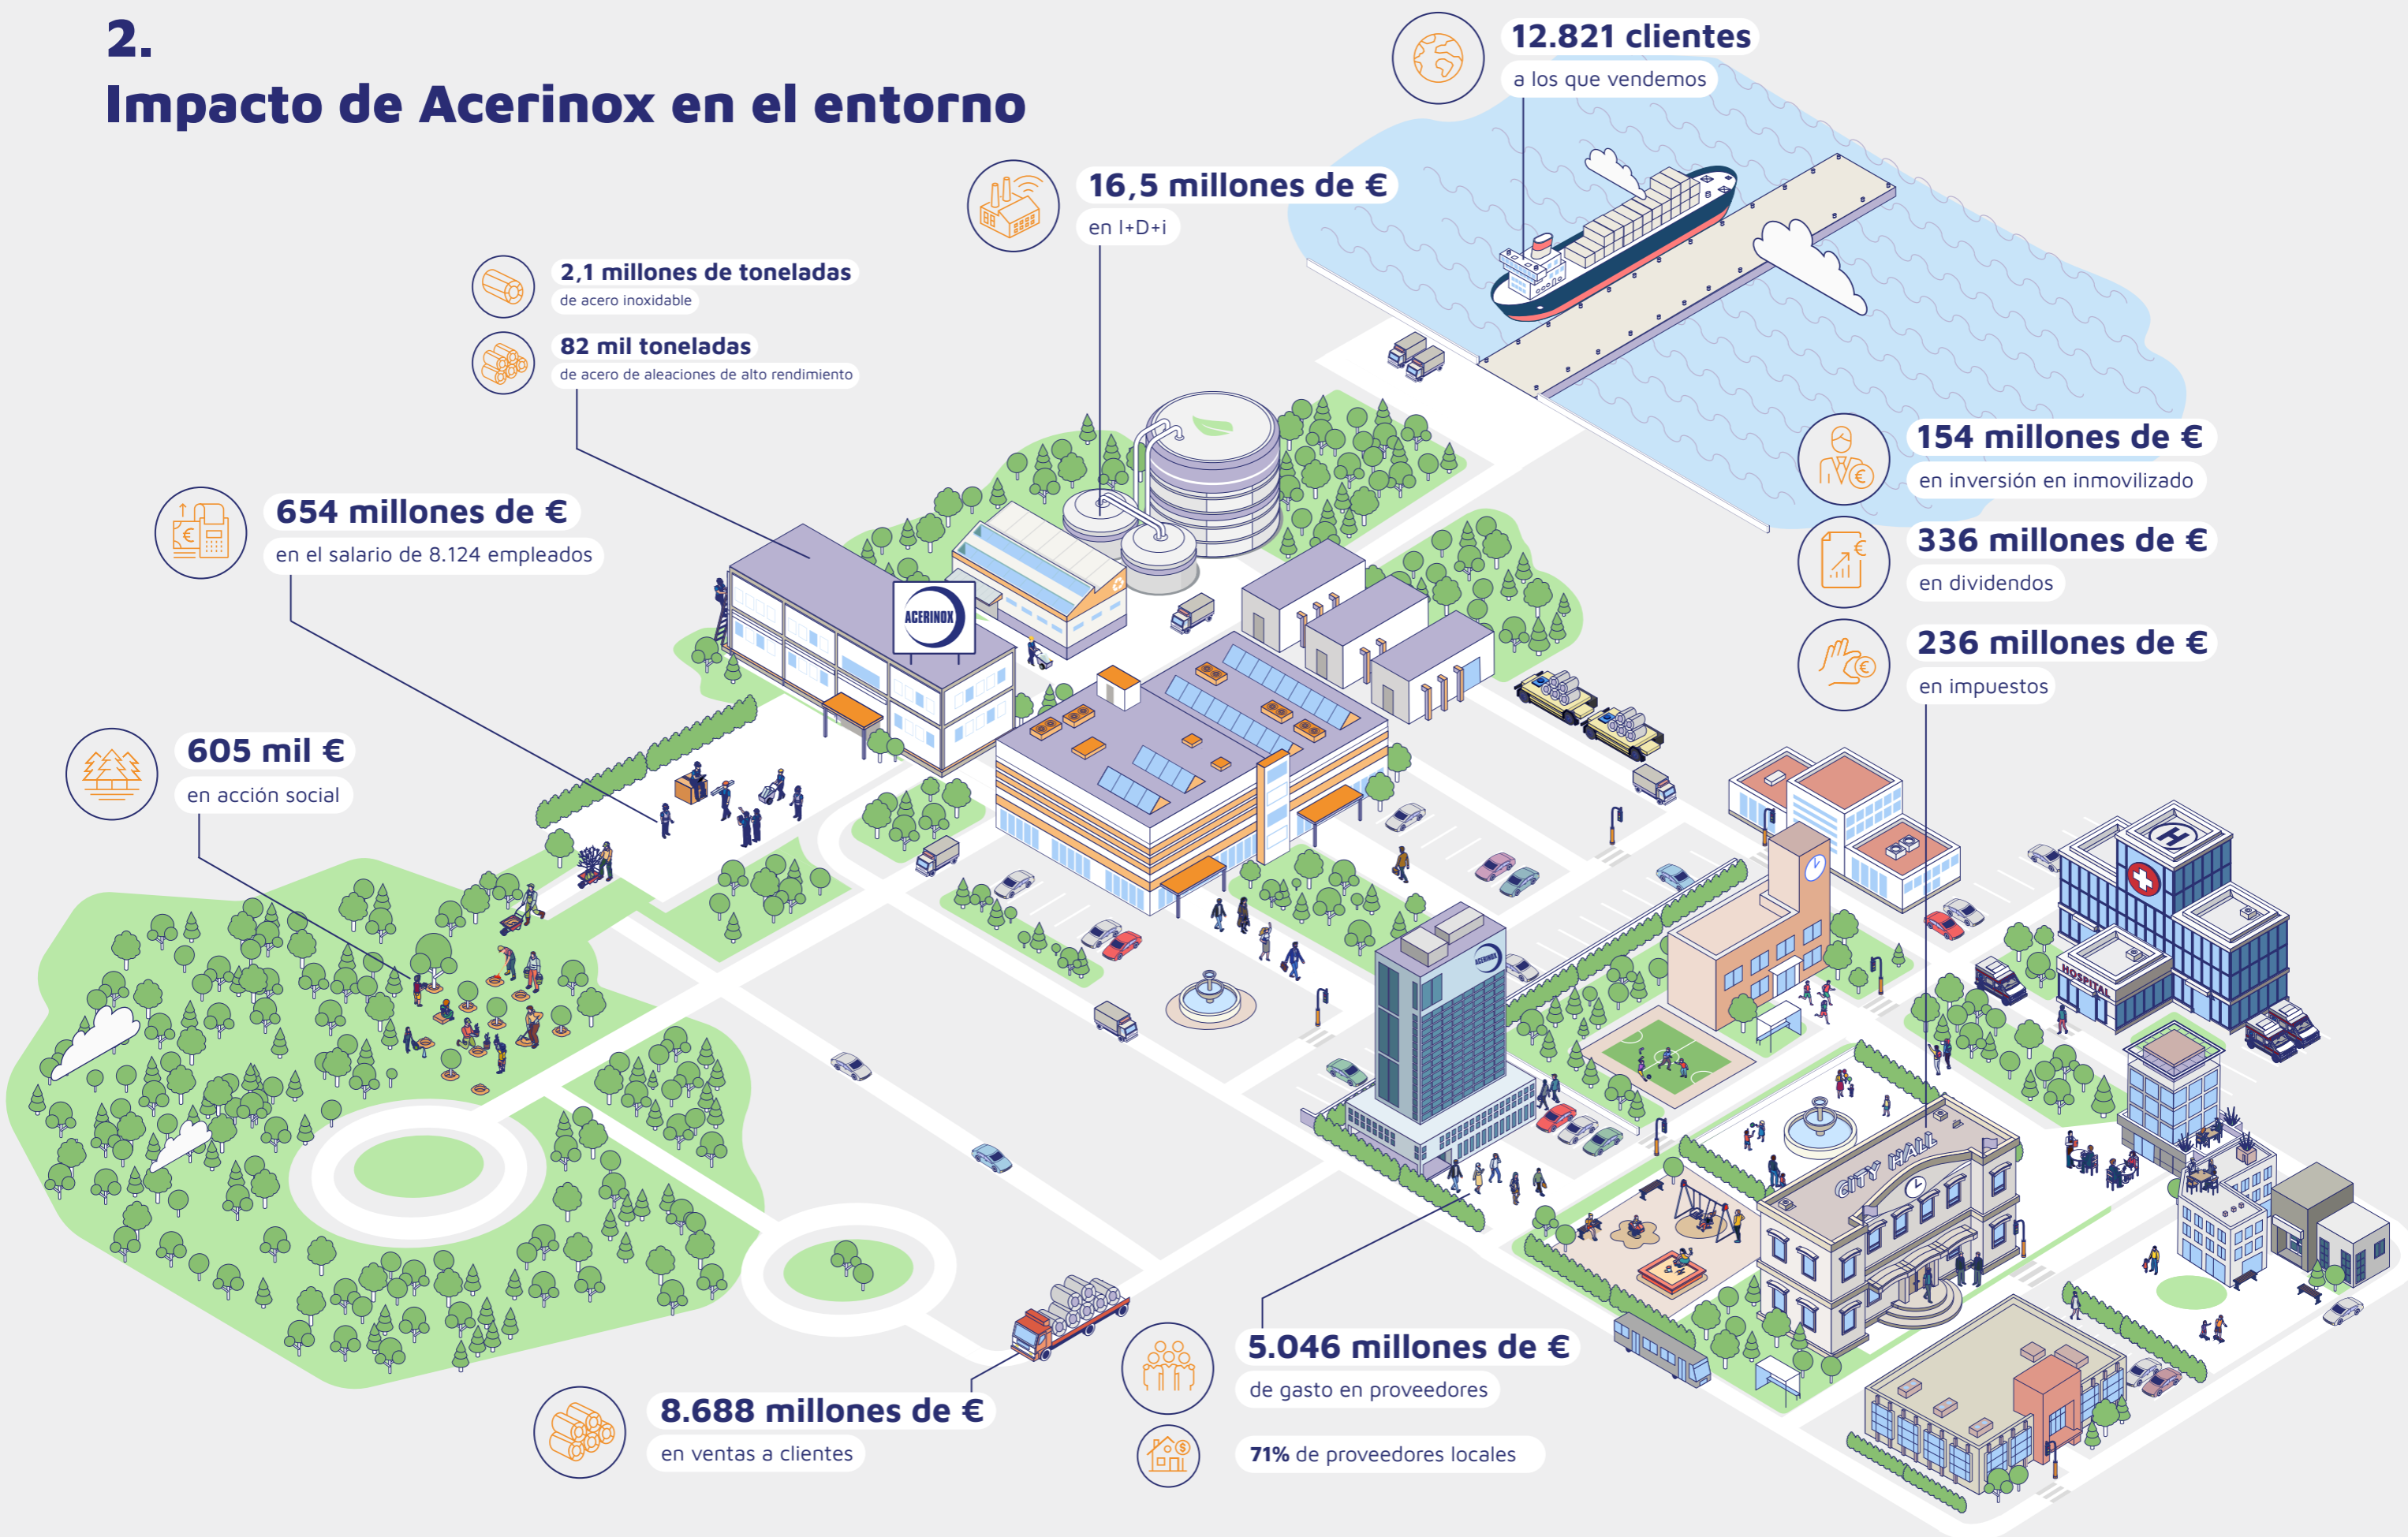 2.
Impacto de Acerinox en el entorno
12.821 clientes
a los que vendemos
16,5 millones de €
en I+D+i
2,1 millones de toneladas
de acero inoxidable
82 mil toneladas
de acero de aleaciones de alto rendimiento
154 millones de €
en inversión en inmovilizado
336 millones de €
en dividendos
236 millones de €
en impuestos
654 millones de €
en el salario de 8.124 empleados
ACERINOX
605 mil €
en acción social
H
HOSPITAL
ACERINOX
CITY HALL
5.046 millones de €
de gasto en proveedores
71% de proveedores locales
8.688 millones de €
en ventas a clientes